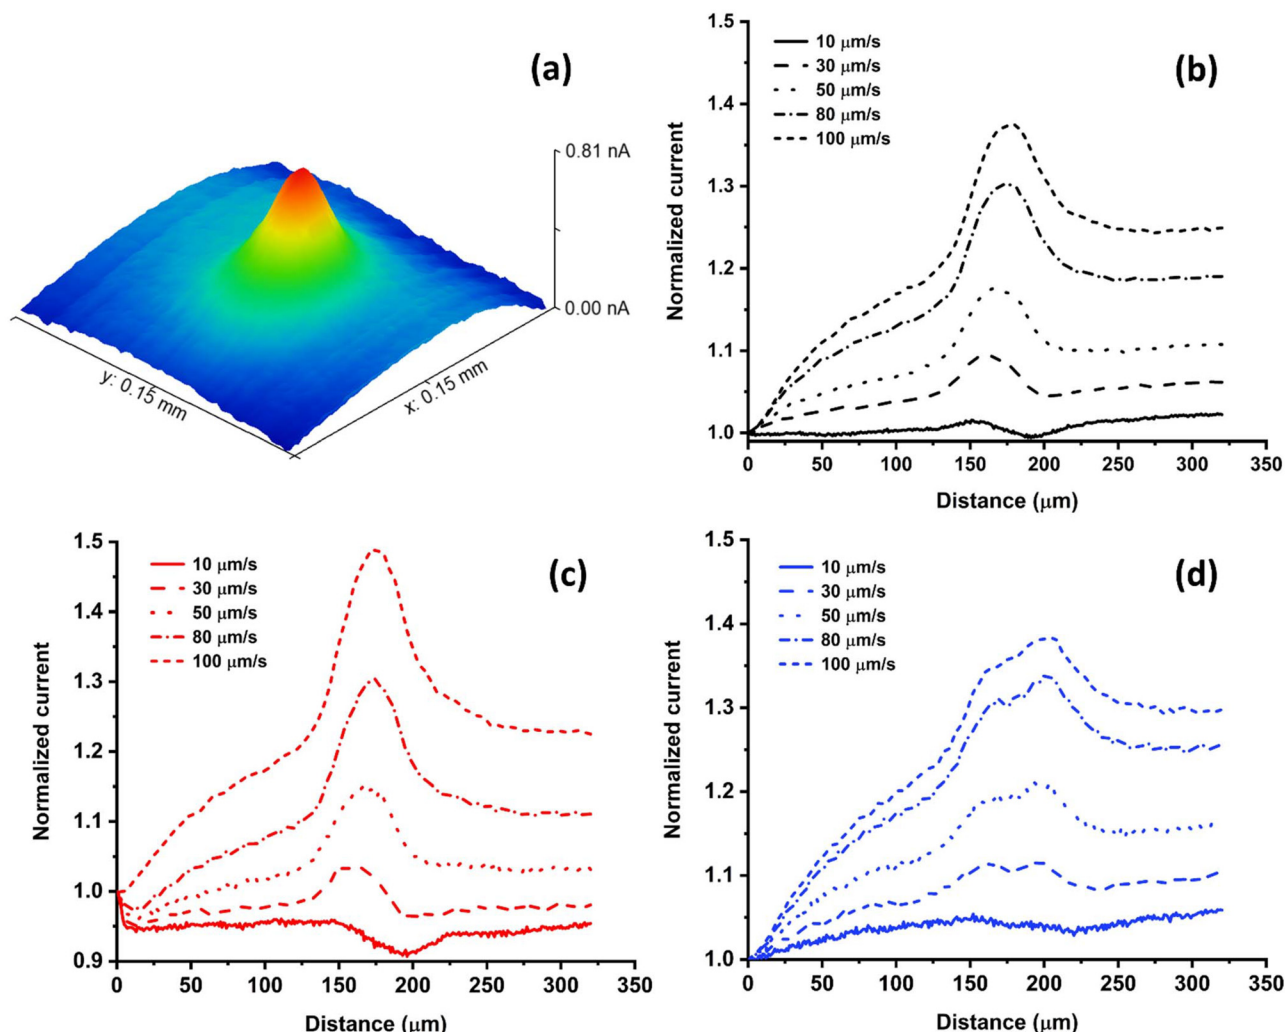 (a)
0.81 nA
0.00 nA
y: 0.15 mm
x: 0.15 mm
(b)
10 μm/s
30 μm/s
50 μm/s
80 μm/s
100 μm/s
Normalized current
1.5
1.4
1.3
1.2
1.1
1.0
0 50 100 150 200 250 300 350
Distance (μm)
(c)
10 μm/s
30 μm/s
50 μm/s
80 μm/s
100 μm/s
Normalized current
1.5
1.4
1.3
1.2
1.1
1.0
0.9
0 50 100 150 200 250 300 350
Distance (μm)
(d)
10 μm/s
30 μm/s
50 μm/s
80 μm/s
100 μm/s
Normalized current
1.5
1.4
1.3
1.2
1.1
1.0
0 50 100 150 200 250 300 350
Distance (μm)